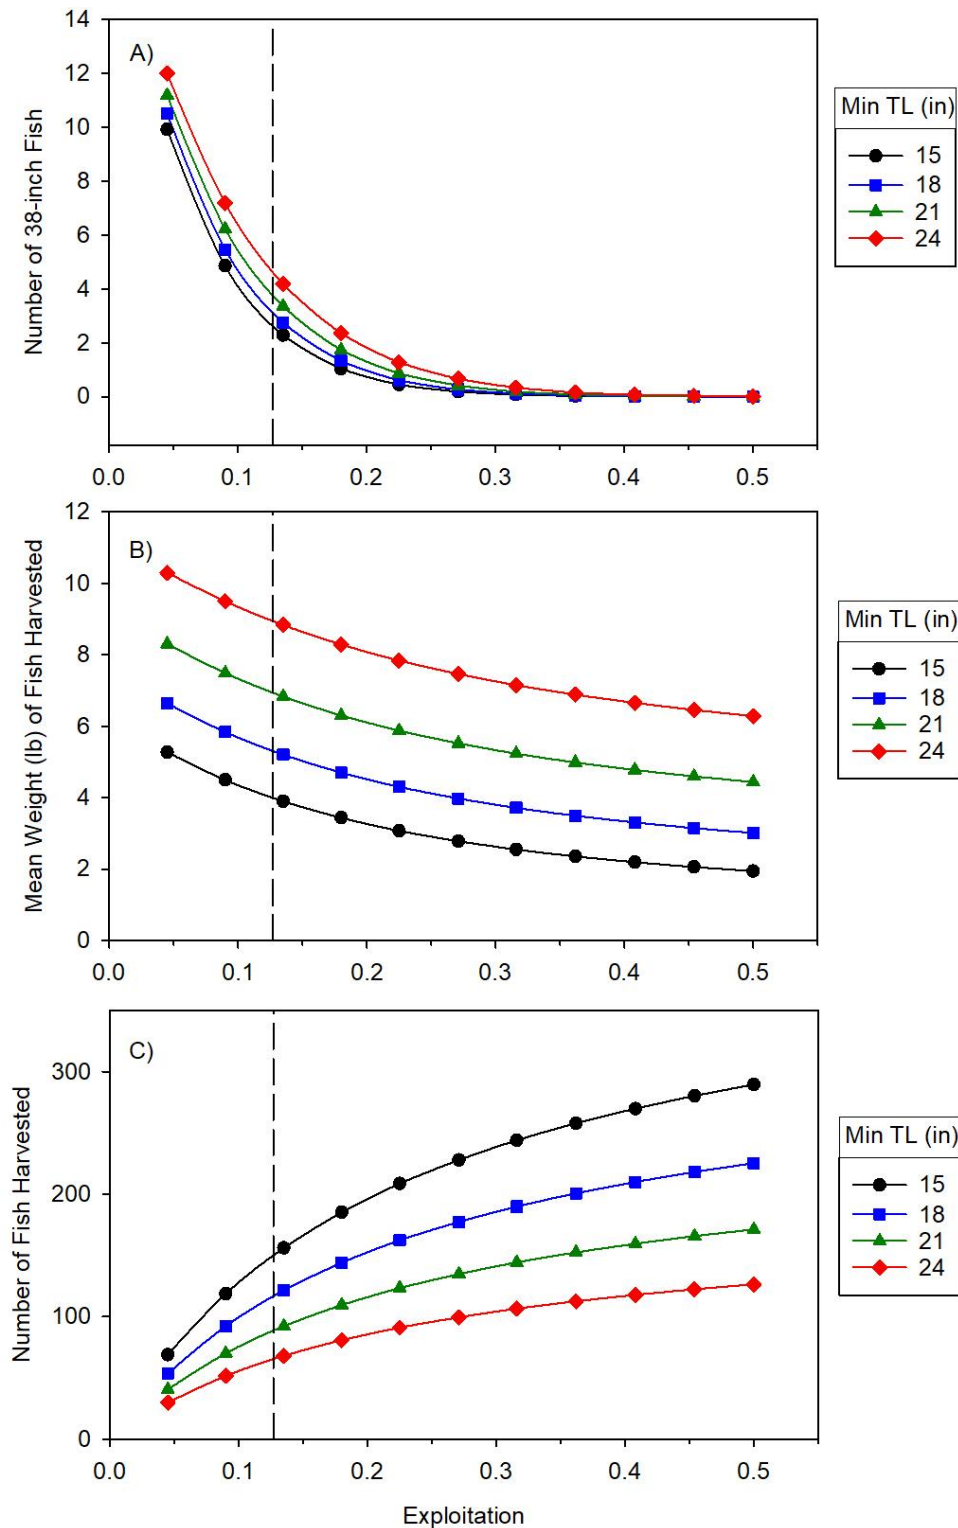 A)
Number of 38-inch Fish
14
12
10
8
6
4
2
0
0.0 0.1 0.2 0.3 0.4 0.5
Min TL (in)
15
18
21
24
B)
Mean Weight (lb) of Fish Harvested
12
10
8
6
4
2
0
0.0 0.1 0.2 0.3 0.4 0.5
Min TL (in)
15
18
21
24
C)
Number of Fish Harvested
300
200
100
0
0.0 0.1 0.2 0.3 0.4 0.5
Exploitation
Min TL (in)
15
18
21
24